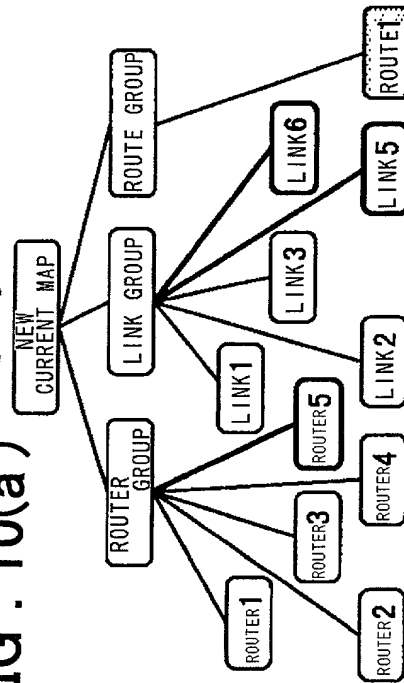 IG. 10(a)
NEW
CURRENT MAP
ROUTER
GROUP
LINK GROUP
ROUTE GROUP
ROUTER1
ROUTER2
ROUTER3
ROUTER4
ROUTER5
LINK1
LINK2
LINK3
LINK5
LINK6
ROUTE1